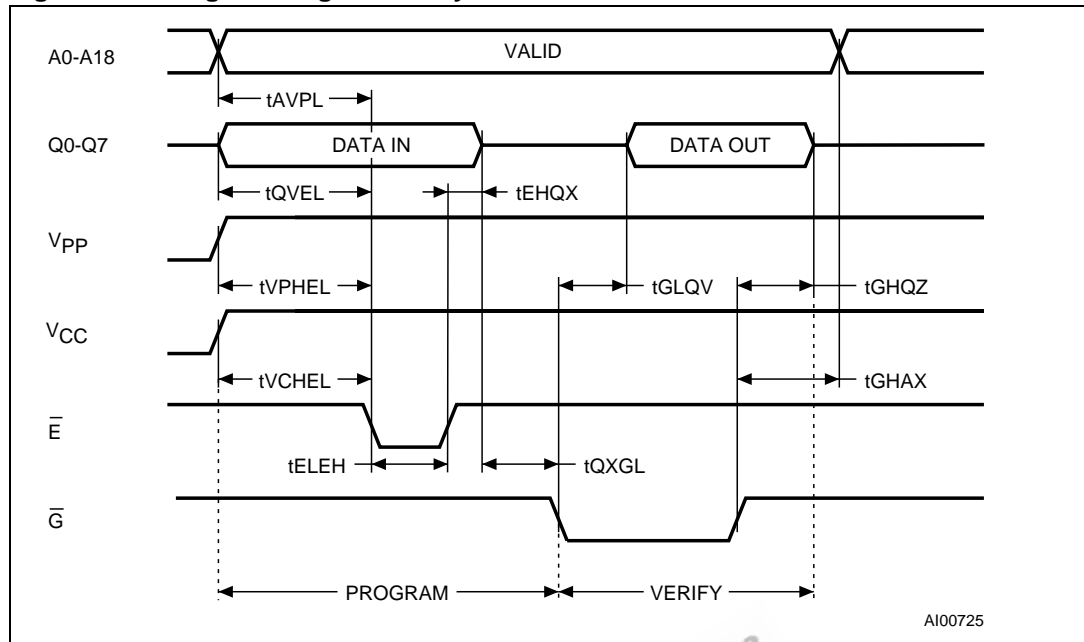 A0-A18
VALID
tAVPL
Q0-Q7
DATA IN
DATA OUT
tQVEL
tEHQX
VPP
tVPHEL
tGLQV
tGHQZ
VCC
tVCHEL
tGHAX
E̅
tELEH
tQXGL
G̅
PROGRAM
VERIFY
AI00725